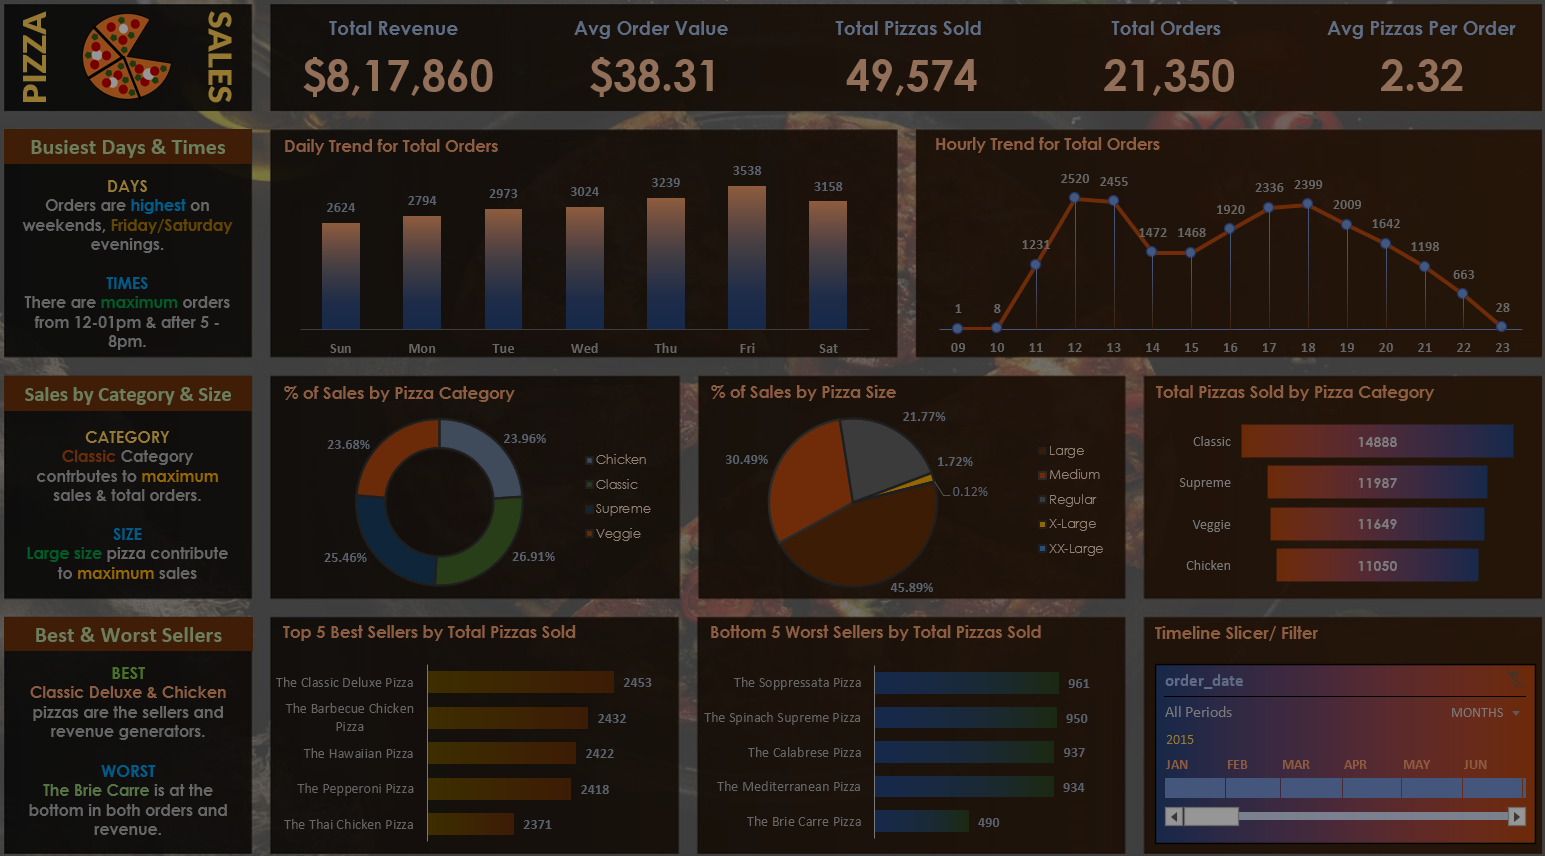 PIZZA
SALES
Total Revenue
$8,17,860
Avg Order Value
$38.31
Total Pizzas Sold
49,574
Total Orders
21,350
Avg Pizzas Per Order
2.32
Busiest Days & Times
DAYS
Orders are highest on
weekends, Friday/Saturday
evenings.
TIMES
There are maximum orders
from 12-01pm & after 5 -
8pm.
Daily Trend for Total Orders
2624
2794
2973
3024
3239
3538
3158
Sun
Mon
Tue
Wed
Thu
Fri
Sat
Hourly Trend for Total Orders
1
8
1231
2520
2455
1472
1468
1920
2336
2399
2009
1642
1198
663
28
09
10
11
12
13
14
15
16
17
18
19
20
21
22
23
Sales by Category & Size
CATEGORY
Classic Category
contrbutes to maximum
sales & total orders.
SIZE
Large size pizza contribute
to maximum sales
% of Sales by Pizza Category
23.68%
23.96%
25.46%
26.91%
Chicken
Classic
Supreme
Veggie
% of Sales by Pizza Size
21.77%
30.49%
1.72%
0.12%
45.89%
Large
Medium
Regular
X-Large
XX-Large
Total Pizzas Sold by Pizza Category
Classic
14888
Supreme
11987
Veggie
11649
Chicken
11050
Best & Worst Sellers
BEST
Classic Deluxe & Chicken
pizzas are the sellers and
revenue generators.
WORST
The Brie Carre is at the
bottom in both orders and
revenue.
Top 5 Best Sellers by Total Pizzas Sold
The Classic Deluxe Pizza
2453
The Barbecue Chicken
Pizza
2432
The Hawaiian Pizza
2422
The Pepperoni Pizza
2418
The Thai Chicken Pizza
2371
Bottom 5 Worst Sellers by Total Pizzas Sold
The Soppressata Pizza
961
The Spinach Supreme Pizza
950
The Calabrese Pizza
937
The Mediterranean Pizza
934
The Brie Carre Pizza
490
Timeline Slicer/ Filter
order_date
All Periods
MONTHS
2015
JAN
FEB
MAR
APR
MAY
JUN